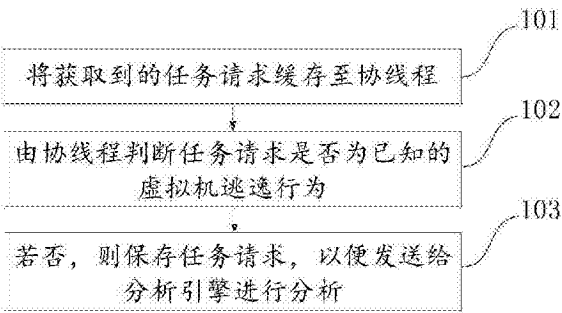 101
将获取到的任务请求缓存至协线程
102
由协线程判断任务请求是否为已知的
虚拟机逃逸行为
103
若否，则保存任务请求，以便发送给
分析引擎进行分析